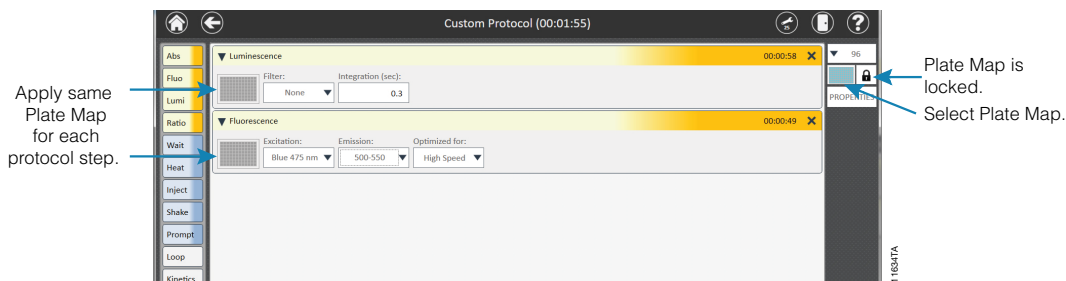 Custom Protocol (00:01:55)
25
?
Abs
Fluo
Lumi
Ratio
Wait
Heat
Inject
Shake
Prompt
Loop
Kinetics
Luminescence
00:00:58
Filter:
Integration (sec):
None
0.3
Fluorescence
00:00:49
Excitation:
Emission:
Optimized for:
Blue 475 nm
500-550
High Speed
96
PROPERTIES
Apply same
Plate Map
for each
protocol step.
Plate Map is
locked.
Select Plate Map.
11634TA